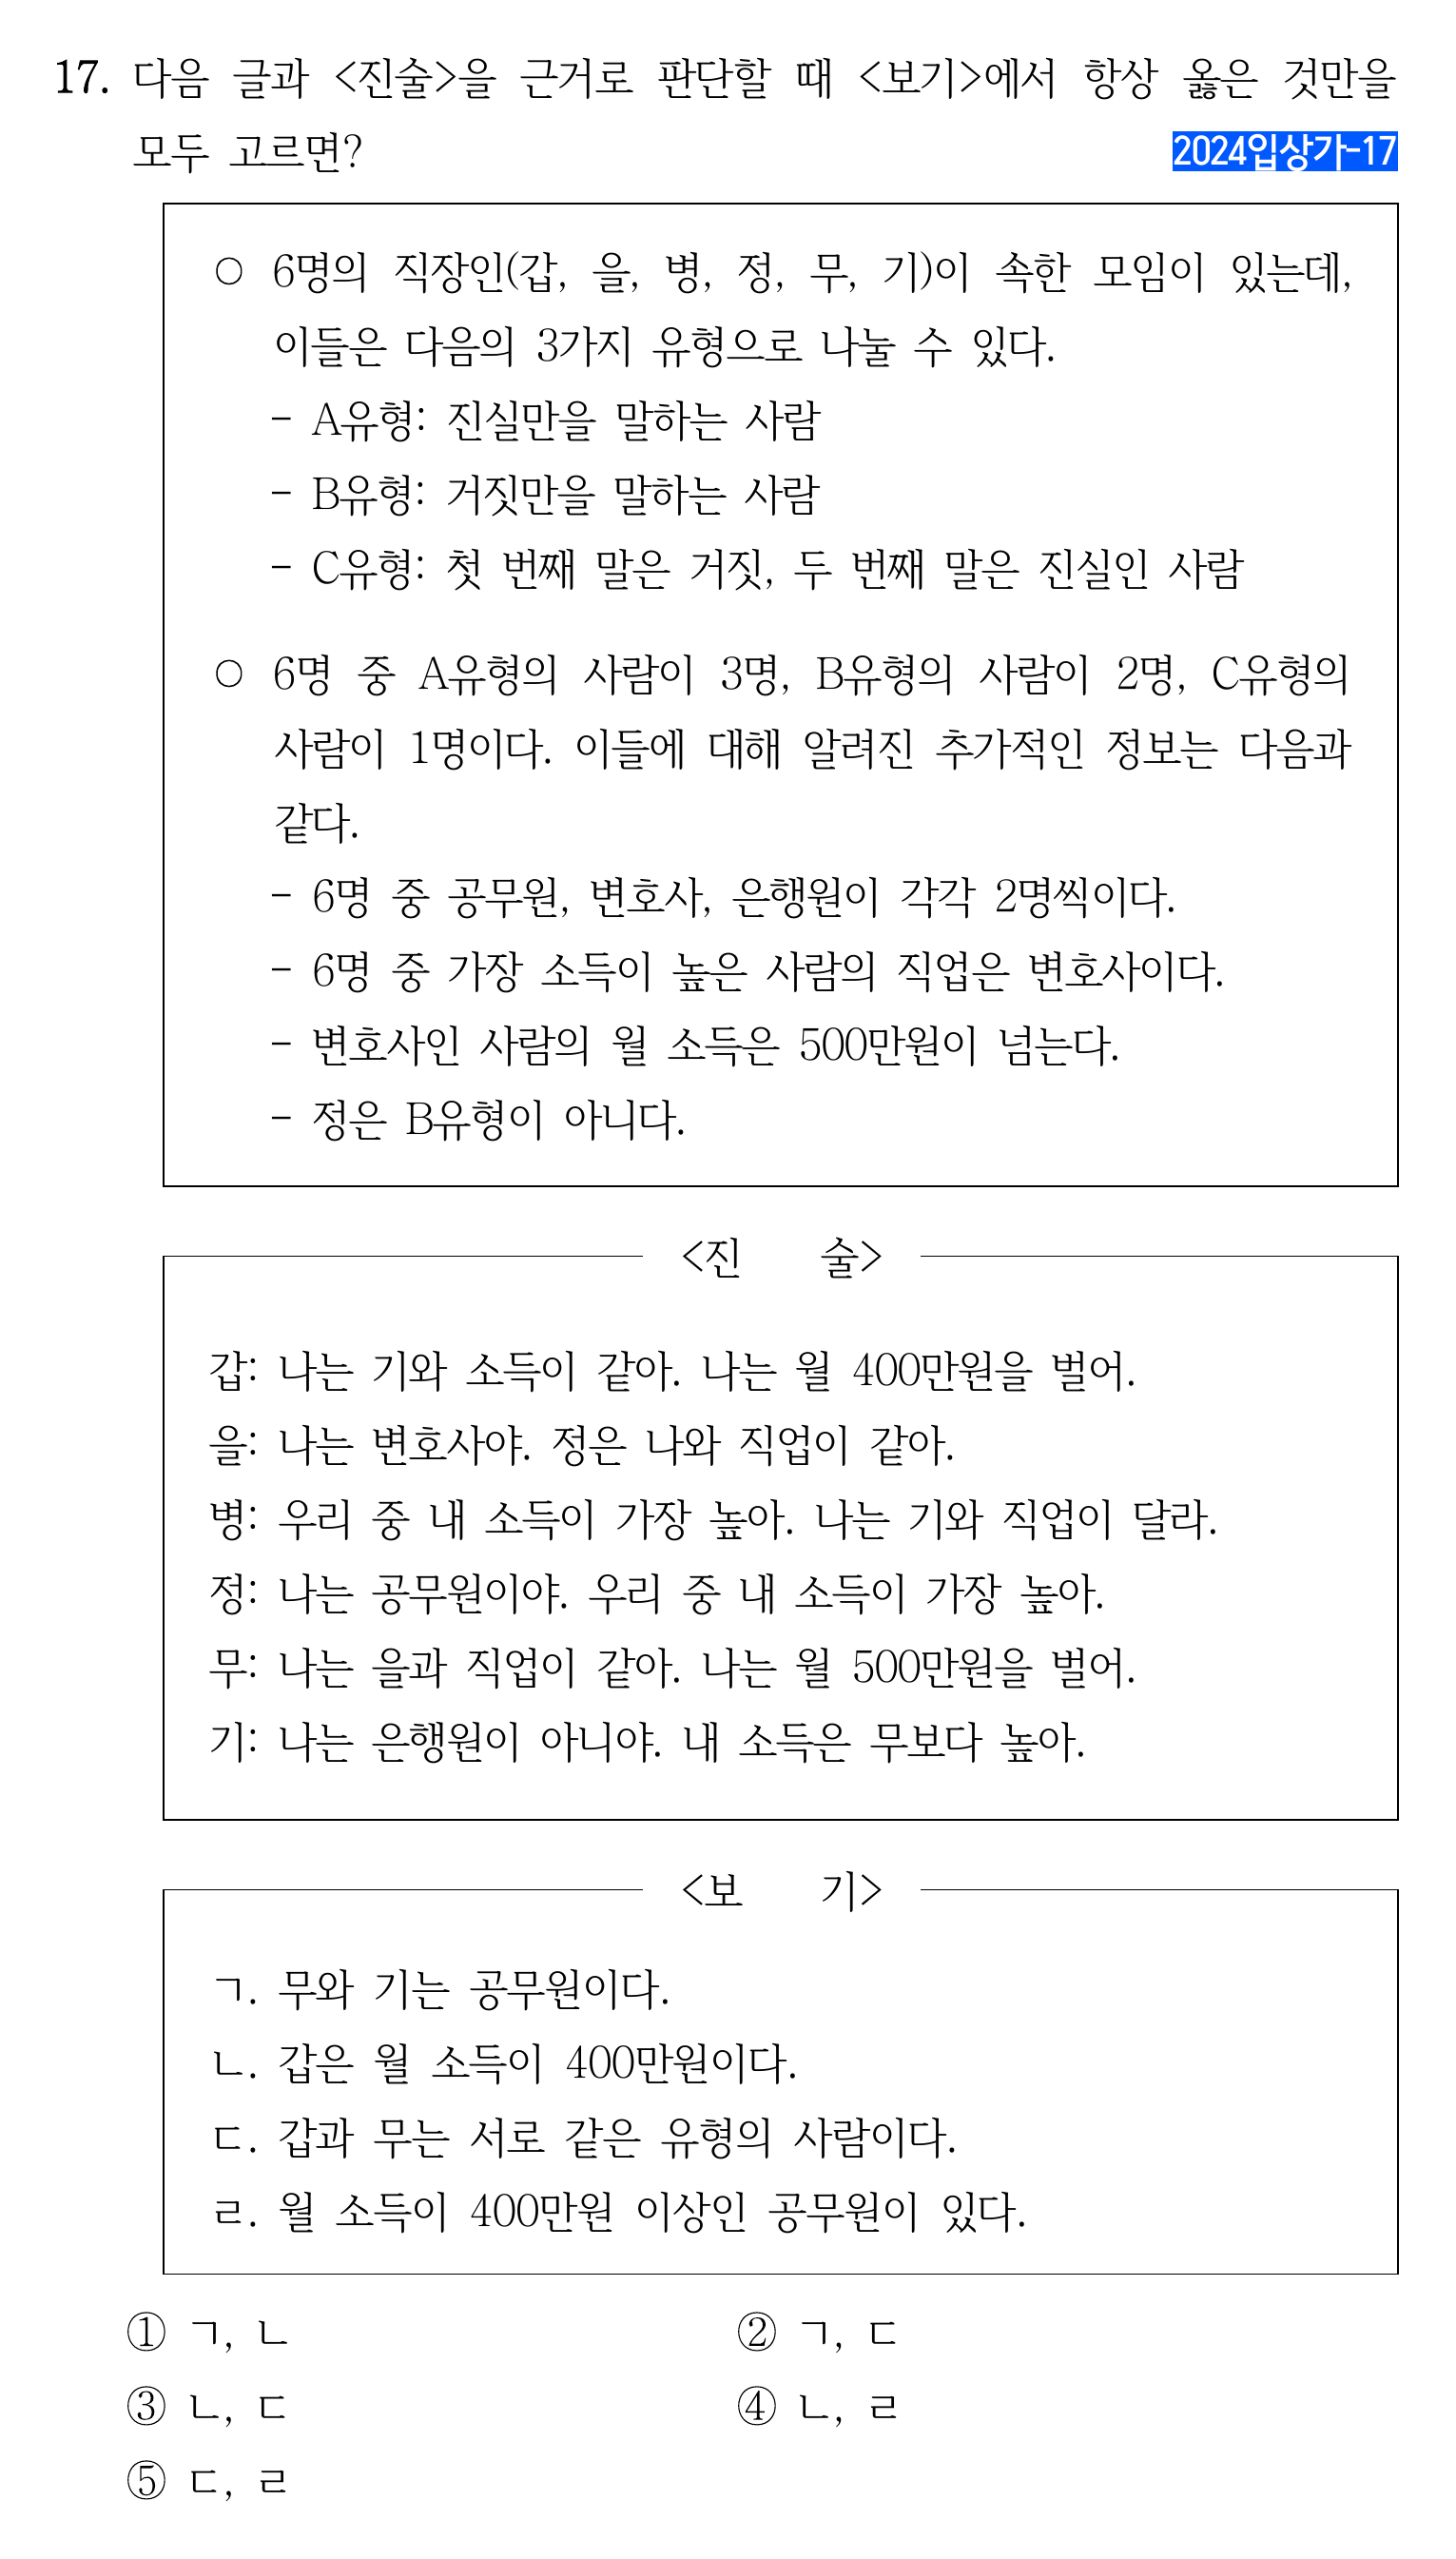 17. 다음 글과 <진술>을 근거로 판단할 때 <보기>에서 항상 옳은 것만을
모두 고르면?
2024입상가-17
○ 6명의 직장인(갑, 을, 병, 정, 무, 기)이 속한 모임이 있는데,
이들은 다음의 3가지 유형으로 나눌 수 있다.
- A유형: 진실만을 말하는 사람
- B유형: 거짓만을 말하는 사람
- C유형: 첫 번째 말은 거짓, 두 번째 말은 진실인 사람
○ 6명 중 A유형의 사람이 3명, B유형의 사람이 2명, C유형의
사람이 1명이다. 이들에 대해 알려진 추가적인 정보는 다음과
같다.
- 6명 중 공무원, 변호사, 은행원이 각각 2명씩이다.
- 6명 중 가장 소득이 높은 사람의 직업은 변호사이다.
- 변호사인 사람의 월 소득은 500만원이 넘는다.
- 정은 B유형이 아니다.
<진 술>
갑: 나는 기와 소득이 같아. 나는 월 400만원을 벌어.
을: 나는 변호사야. 정은 나와 직업이 같아.
병: 우리 중 내 소득이 가장 높아. 나는 기와 직업이 달라.
정: 나는 공무원이야. 우리 중 내 소득이 가장 높아.
무: 나는 을과 직업이 같아. 나는 월 500만원을 벌어.
기: 나는 은행원이 아니야. 내 소득은 무보다 높아.
<보 기>
ㄱ. 무와 기는 공무원이다.
ㄴ. 갑은 월 소득이 400만원이다.
ㄷ. 갑과 무는 서로 같은 유형의 사람이다.
ㄹ. 월 소득이 400만원 이상인 공무원이 있다.
① ㄱ, ㄴ
② ㄱ, ㄷ
③ ㄴ, ㄷ
④ ㄴ, ㄹ
⑤ ㄷ, ㄹ